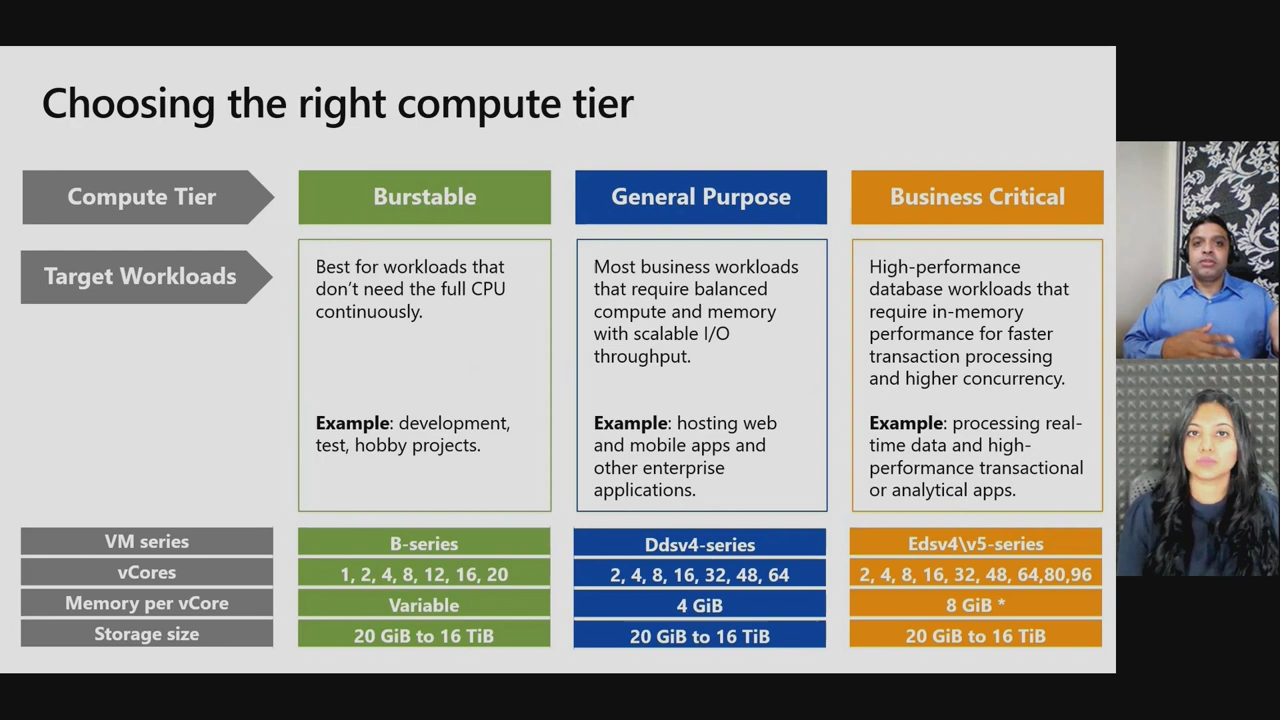 Choosing the right compute tier
Compute Tier
Burstable
General Purpose
Business Critical
Target Workloads
Best for workloads that
don't need the full CPU
continuously.
Example: development,
test, hobby projects.
Most business workloads
that require balanced
compute and memory
with scalable I/O
throughput.
Example: hosting web
and mobile apps and
other enterprise
applications.
High-performance
database workloads that
require in-memory
performance for faster
transaction processing
and higher concurrency.
Example: processing real-
time data and high-
performance transactional
or analytical apps.
VM series
B-series
Ddsv4-series
Edsv4\v5-series
vCores
1, 2, 4, 8, 12, 16, 20
2, 4, 8, 16, 32, 48, 64
2, 4, 8, 16, 32, 48, 64,80,96
Memory per vCore
Variable
4 GiB
8 GiB *
Storage size
20 GiB to 16 TiB
20 GiB to 16 TiB
20 GiB to 16 TiB